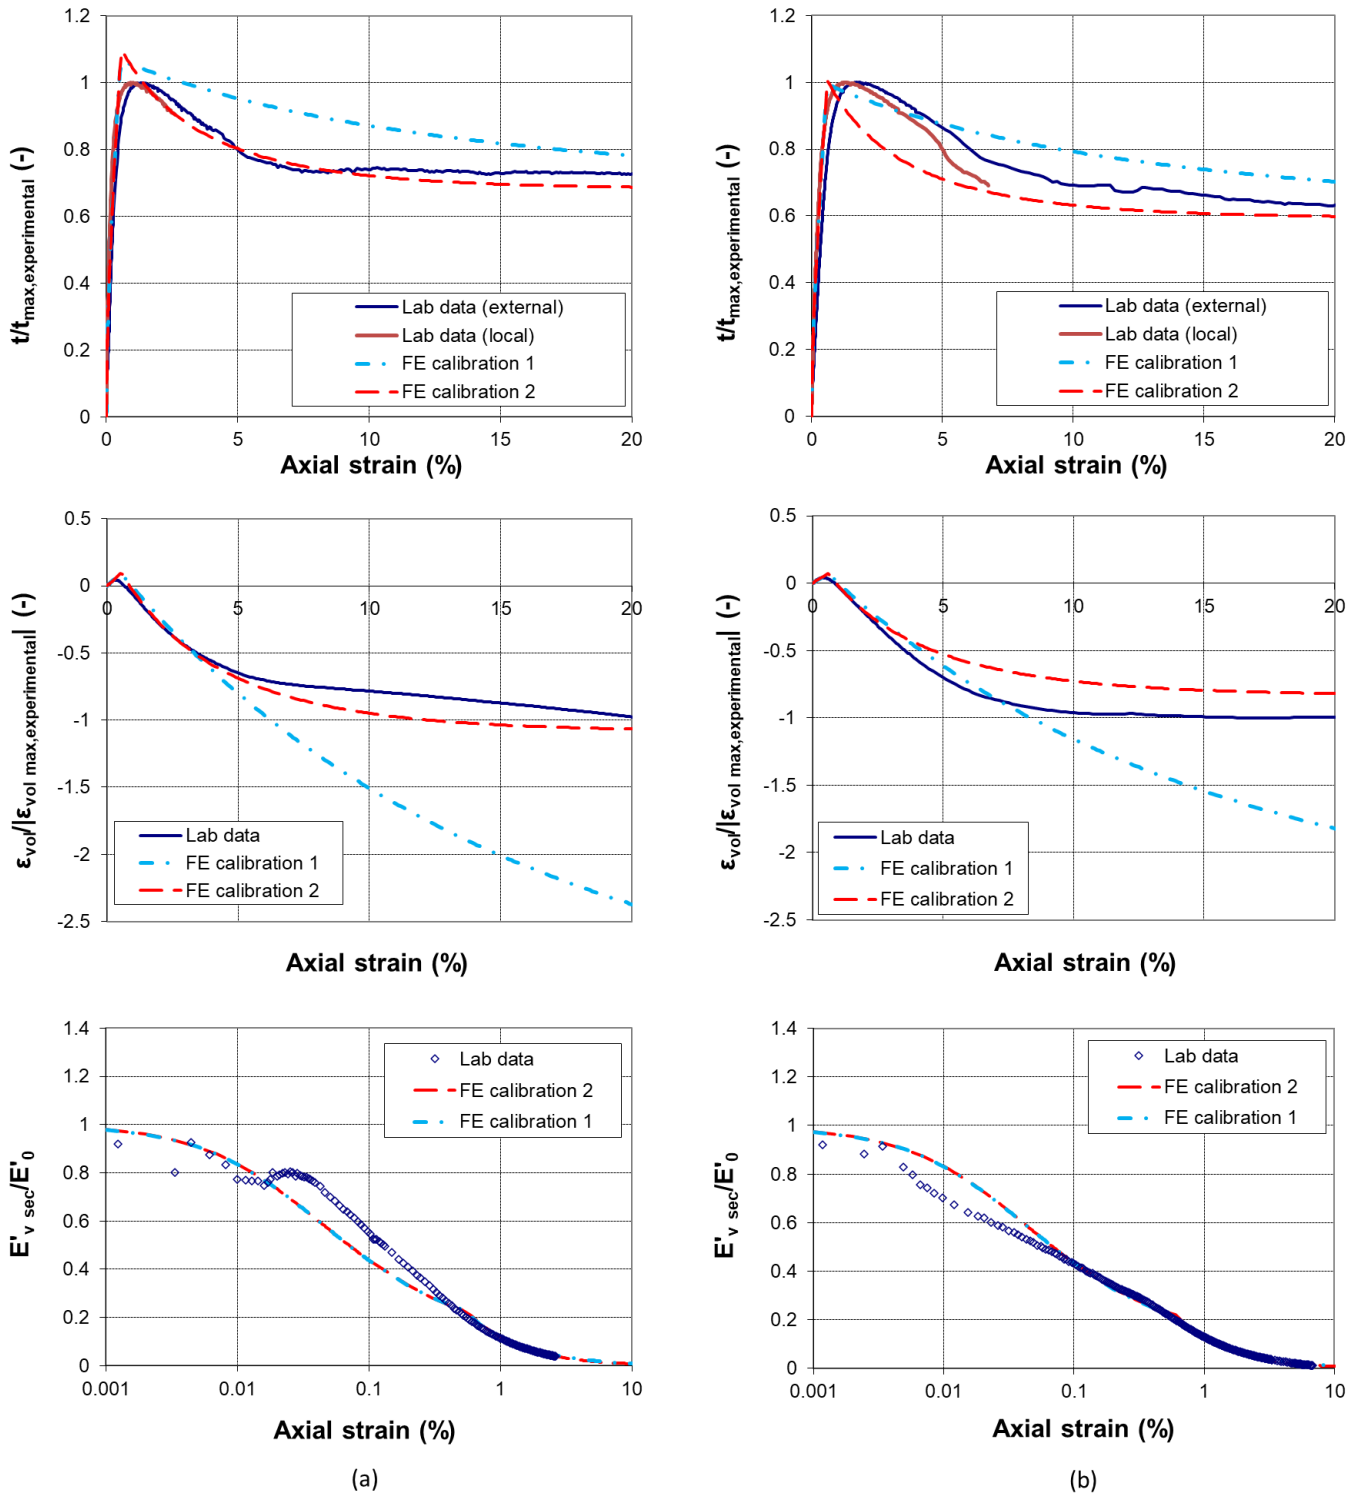 1.2
1
0.8
0.6
0.4
0.2
0
0 5 10 15 20
t/tmax,experimental (-)
Axial strain (%)
Lab data (external)
Lab data (local)
FE calibration 1
FE calibration 2
1.2
1
0.8
0.6
0.4
0.2
0
0 5 10 15 20
t/tmax,experimental (-)
Axial strain (%)
Lab data (external)
Lab data (local)
FE calibration 1
FE calibration 2
0.5
0
-0.5
-1
-1.5
-2
-2.5
0 5 10 15 20
εvol/|εvol max,experimental| (-)
Axial strain (%)
Lab data
FE calibration 1
FE calibration 2
0.5
0
-0.5
-1
-1.5
-2
-2.5
0 5 10 15 20
εvol/|εvol max,experimental| (-)
Axial strain (%)
Lab data
FE calibration 1
FE calibration 2
1.4
1.2
1
0.8
0.6
0.4
0.2
0
0.001 0.01 0.1 1 10
E'v sec/E'0
Axial strain (%)
Lab data
FE calibration 2
FE calibration 1
(a)
1.4
1.2
1
0.8
0.6
0.4
0.2
0
0.001 0.01 0.1 1 10
E'v sec/E'0
Axial strain (%)
Lab data
FE calibration 2
FE calibration 1
(b)